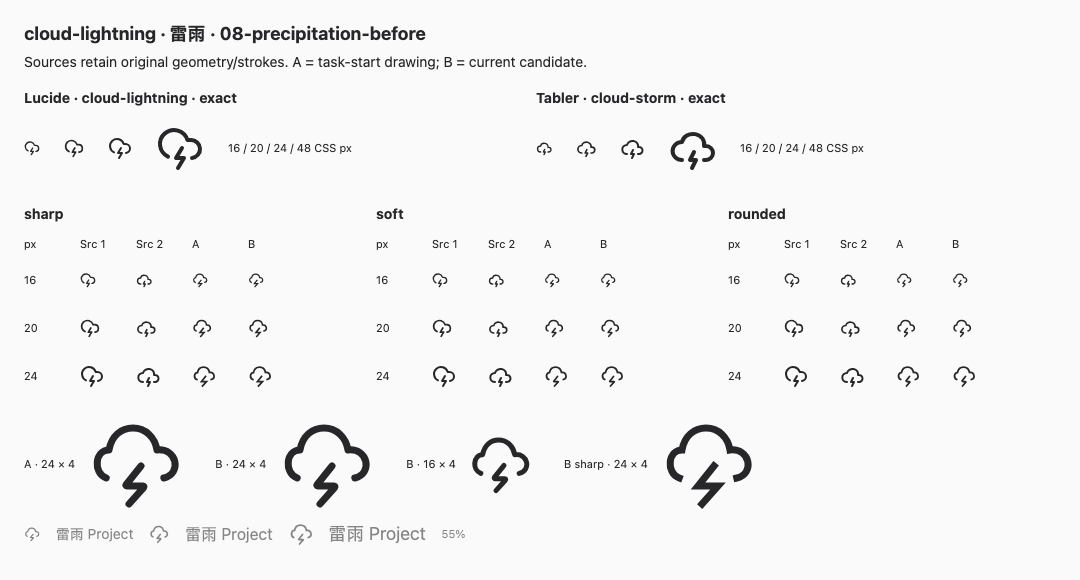 cloud-lightning · 雷雨 · 08-precipitation-before
Sources retain original geometry/strokes. A = task-start drawing; B = current candidate.
Lucide · cloud-lightning · exact
Tabler · cloud-storm · exact
16 / 20 / 24 / 48 CSS px
16 / 20 / 24 / 48 CSS px
sharp
soft
rounded
px Src 1 Src 2 A B
px Src 1 Src 2 A B
px Src 1 Src 2 A B
16
16
16
20
20
20
24
24
24
A · 24 × 4
B · 24 × 4
B · 16 × 4
B sharp · 24 × 4
雷雨 Project
雷雨 Project
雷雨 Project
55%